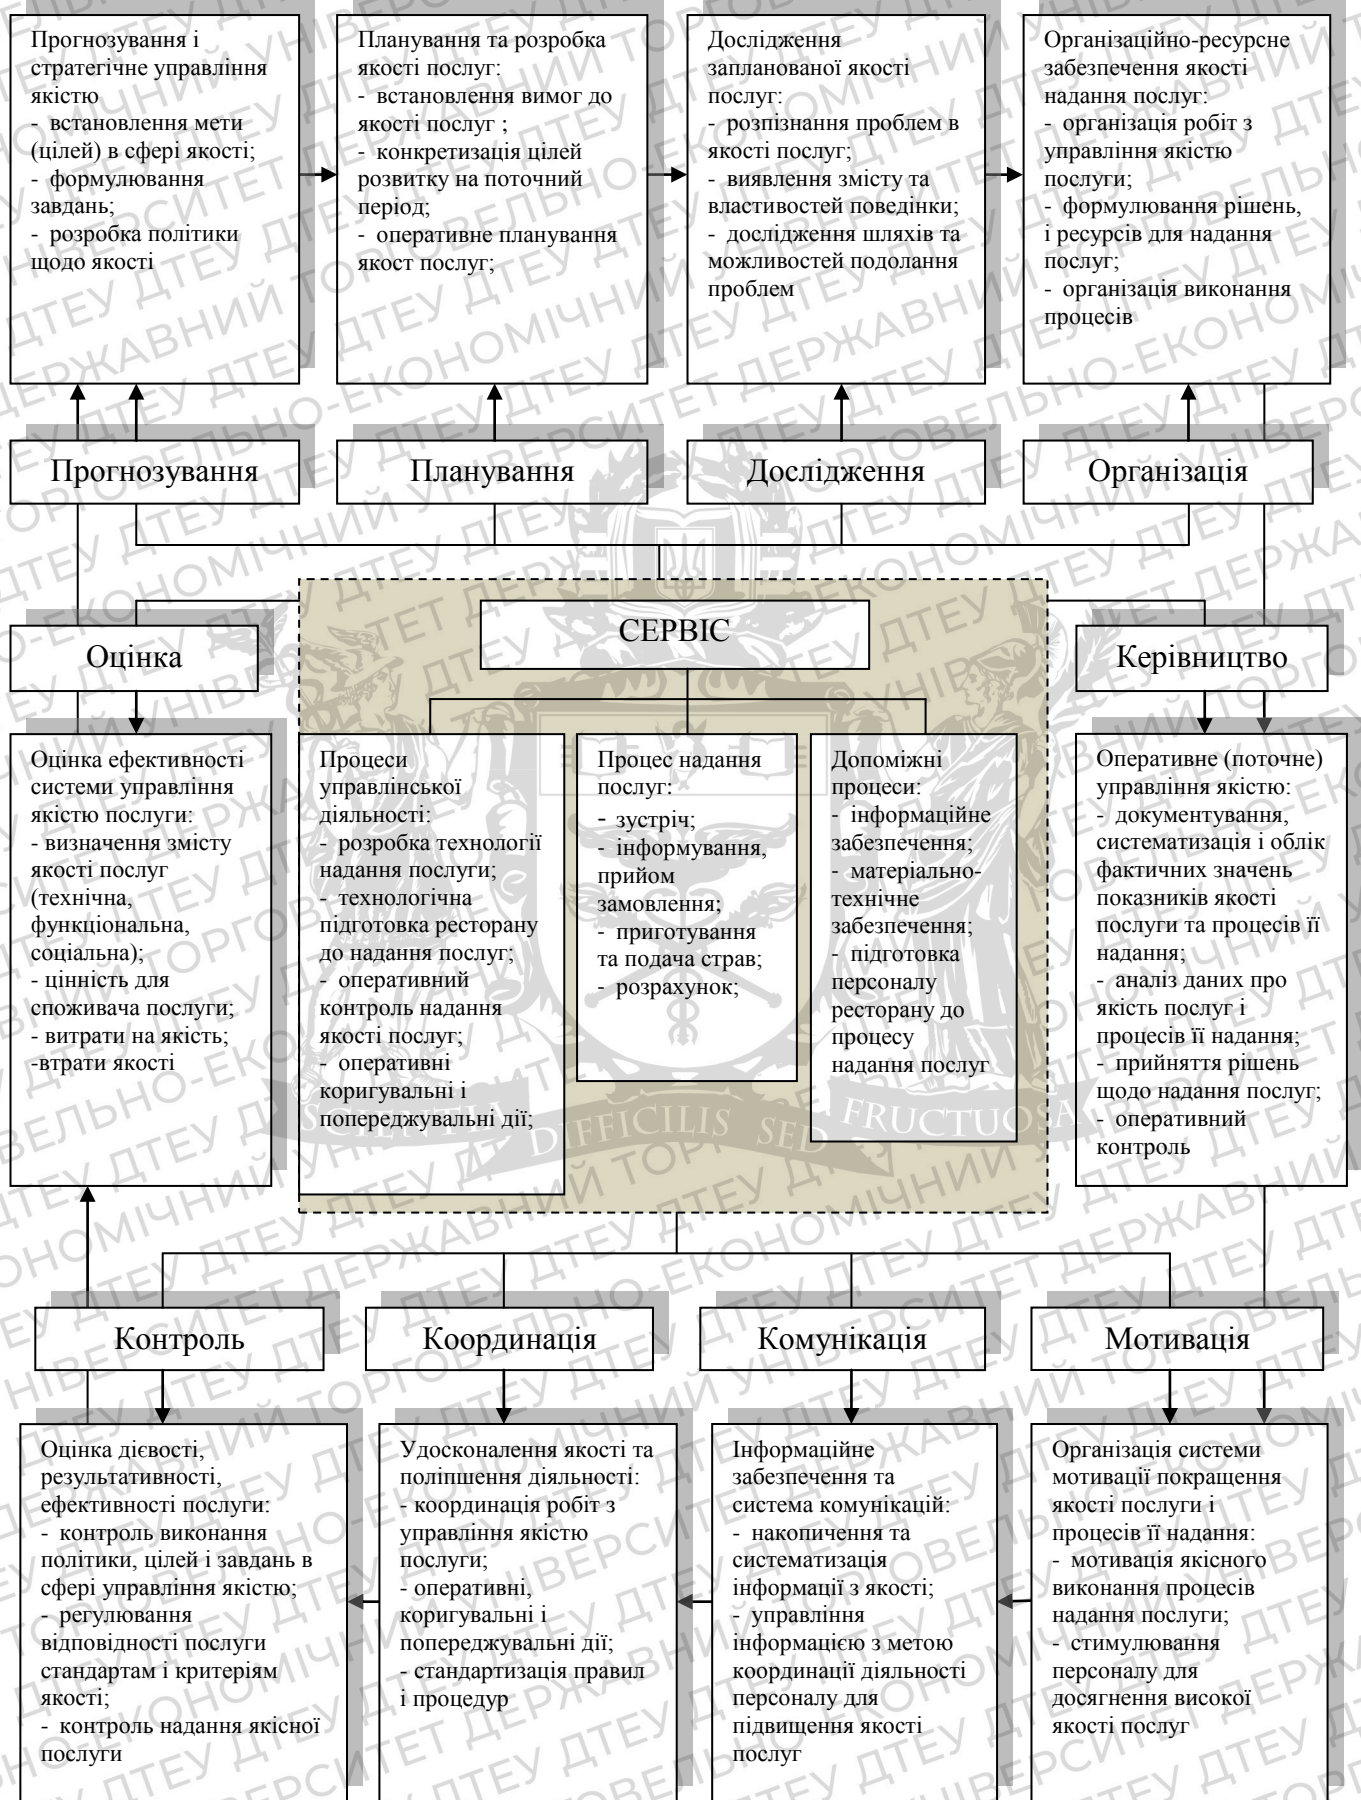 Прогнозування і
стратегічне управління
якістю
- встановлення мети
(цілей) в сфері якості;
- формулювання
завдань;
- розробка політики
щодо якості
Планування та розробка
якості послуг:
- встановлення вимог до
якості послуг ;
- конкретизація цілей
розвитку на поточний
період;
- оперативне планування
якост послуг;
Дослідження
запланованої якості
послуг:
- розпізнання проблем в
якості послуг;
- виявлення змісту та
властивостей поведінки;
- дослідження шляхів та
можливостей подолання
проблем
Організаційно-ресурсне
забезпечення якості
надання послуг:
- організація робіт з
управління якістю
послуги;
- формулювання рішень,
і ресурсів для надання
послуг;
- організація виконання
процесів
Прогнозування
Планування
Дослідження
Організація
Оцінка
СЕРВІС
Керівництво
Оцінка ефективності
системи управління
якістю послуги:
- визначення змісту
якості послуг
(технічна,
функціональна,
соціальна);
- цінність для
споживача послуги;
- витрати на якість;
-втрати якості
Процеси
управлінської
діяльності:
- розробка технології
надання послуги;
- технологічна
підготовка ресторану
до надання послуг;
- оперативний
контроль надання
якості послуг;
- оперативні
коригувальні і
попереджувальні дії;
Процес надання
послуг:
- зустріч;
- інформування,
прийом
замовлення;
- приготування
та подача страв;
- розрахунок;
Допоміжні
процеси:
- інформаційне
забезпечення;
- матеріально-
технічне
забезпечення;
- підготовка
персоналу
ресторану до
процесу
надання послуг
Оперативне (поточне)
управління якістю:
- документування,
систематизація і облік
фактичних значень
показників якості
послуги та процесів її
надання;
- аналіз даних про
якість послуг і
процесів її надання;
- прийняття рішень
щодо надання послуг;
- оперативний
контроль
SCIENTIA DIFFICILIS SED FRUCTUOSA
Контроль
Координація
Комунікація
Мотивація
Оцінка дієвості,
результативності,
ефективності послуги:
- контроль виконання
політики, цілей і завдань в
сфері управління якістю;
- регулювання
відповідності послуги
стандартам і критеріям
якості;
- контроль надання якісної
послуги
Удосконалення якості та
поліпшення діяльності:
- координація робіт з
управління якістю
послуги;
- оперативні,
коригувальні і
попереджувальні дії;
- стандартизація правил
і процедур
Інформаційне
забезпечення та
система комунікацій:
- накопичення та
систематизація
інформації з якості;
- управління
інформацією з метою
координації діяльності
персоналу для
підвищення якості
послуг
Організація системи
мотивації покращення
якості послуги і
процесів її надання:
- мотивація якісного
виконання процесів
надання послуги;
- стимулювання
персоналу для
досягнення високої
якості послуг